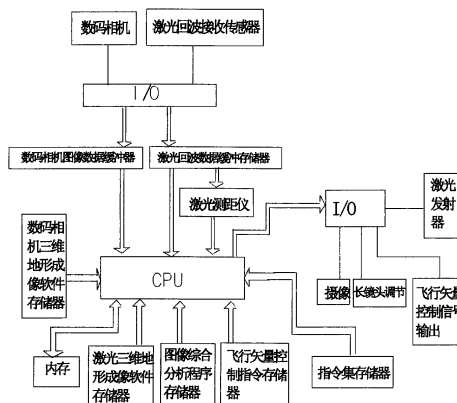 数码相机
激光回波接收传感器
I/O
数码相机图像数据缓冲器
激光回波数据缓冲存储器
激光测距仪
激光
发射
器
I/O
数码相
机三维
地形成
像软件
存储器
CPU
摄像
长镜头调节
飞行矢量
控制信号
输出
内存
激光三维地
形成像软件
存储器
图像综合
分析程序
存储器
飞行矢量控
制指令存储
器
指令集存储器